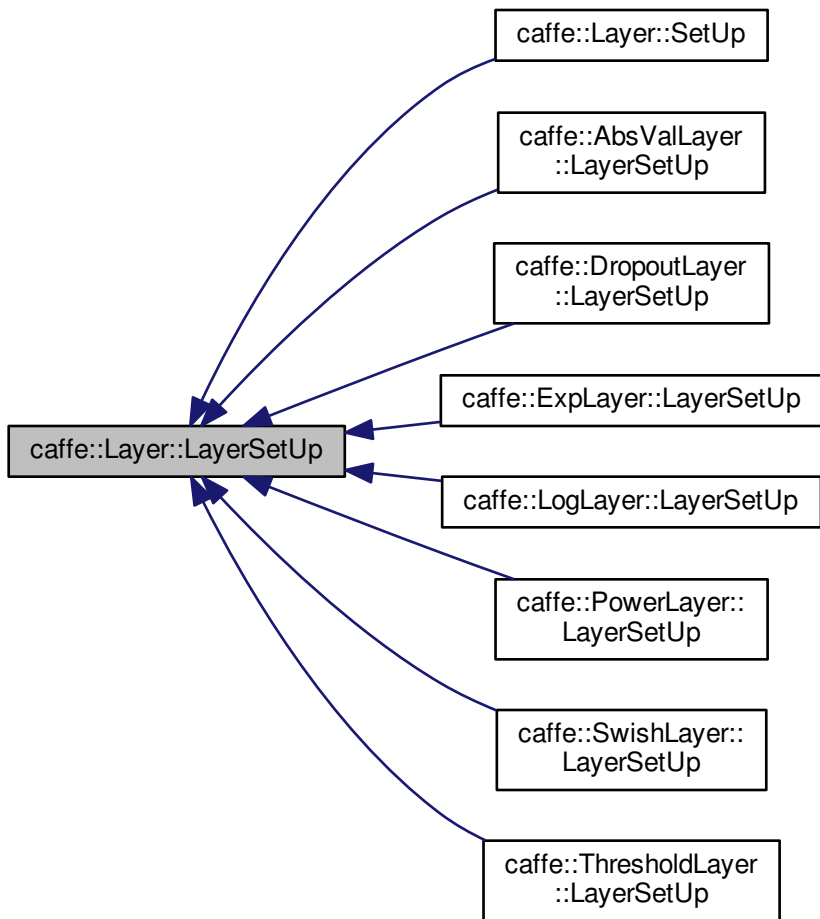 caffe::Layer::SetUp
caffe::AbsValLayer
::LayerSetUp
caffe::DropoutLayer
::LayerSetUp
caffe::ExpLayer::LayerSetUp
caffe::Layer::LayerSetUp
caffe::LogLayer::LayerSetUp
caffe::PowerLayer::
LayerSetUp
caffe::SwishLayer::
LayerSetUp
caffe::ThresholdLayer
::LayerSetUp